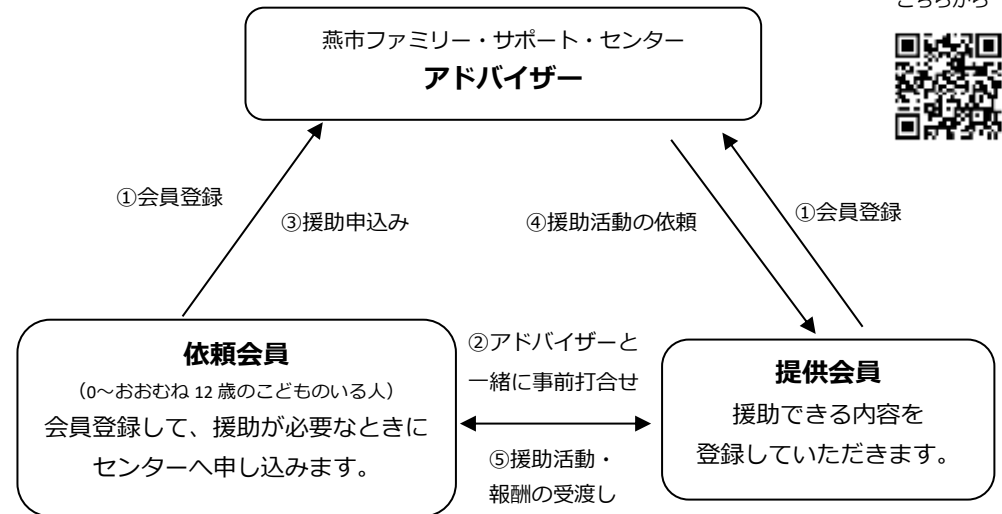 こちらから
燕市ファミリー・サポート・センター
アドバイザー
①会員登録
③援助申込み
④援助活動の依頼
①会員登録
依頼会員
（0～おおむね 12 歳のこどものいる人）
会員登録して、援助が必要なときに
センターへ申し込みます。
②アドバイザーと
一緒に事前打合せ
⑤援助活動・
報酬の受渡し
提供会員
援助できる内容を
登録していただきます。